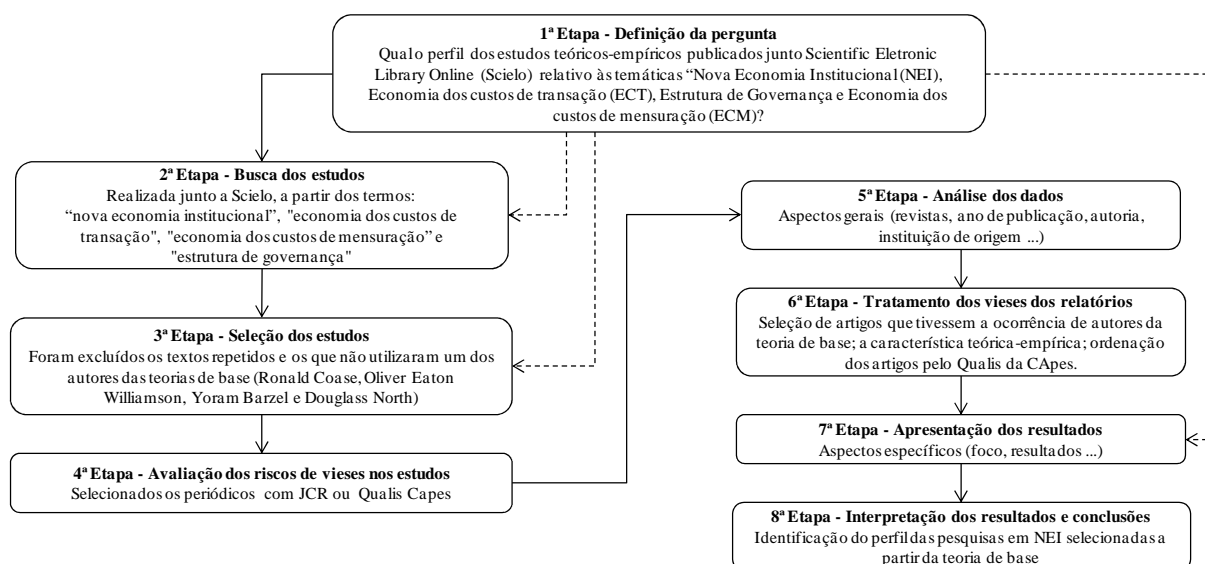 1ª Etapa - Definição da pergunta
Qual o perfil dos estudos teóricos-empíricos publicados junto Scientific Eletronic
Library Online (Scielo) relativo às temáticas “Nova Economia Institucional (NEI),
Economia dos custos de transação (ECT), Estrutura de Governança e Economia dos
custos de mensuração (ECM)?
2ª Etapa - Busca dos estudos
Realizada junto a Scielo, a partir dos termos:
“nova economia institucional”, "economia dos custos de
transação", "economia dos custos de mensuração” e
"estrutura de governança"
3ª Etapa - Seleção dos estudos
Foram excluídos os textos repetidos e os que não utilizaram um dos
autores das teorias de base (Ronald Coase, Oliver Eaton
Williamson, Yoram Barzel e Douglass North)
4ª Etapa - Avaliação dos riscos de vieses nos estudos
Selecionados os periódicos com JCR ou Qualis Capes
5ª Etapa - Análise dos dados
Aspectos gerais (revistas, ano de publicação, autoria,
instituição de origem ...)
6ª Etapa - Tratamento dos vieses dos relatórios
Seleção de artigos que tivessem a ocorrência de autores da
teoria de base; a característica teórica-empírica; ordenação
dos artigos pelo Qualis da CApes.
7ª Etapa - Apresentação dos resultados
Aspectos específicos (foco, resultados ...)
8ª Etapa - Interpretação dos resultados e conclusões
Identificação do perfil das pesquisas em NEI selecionadas a
partir da teoria de base